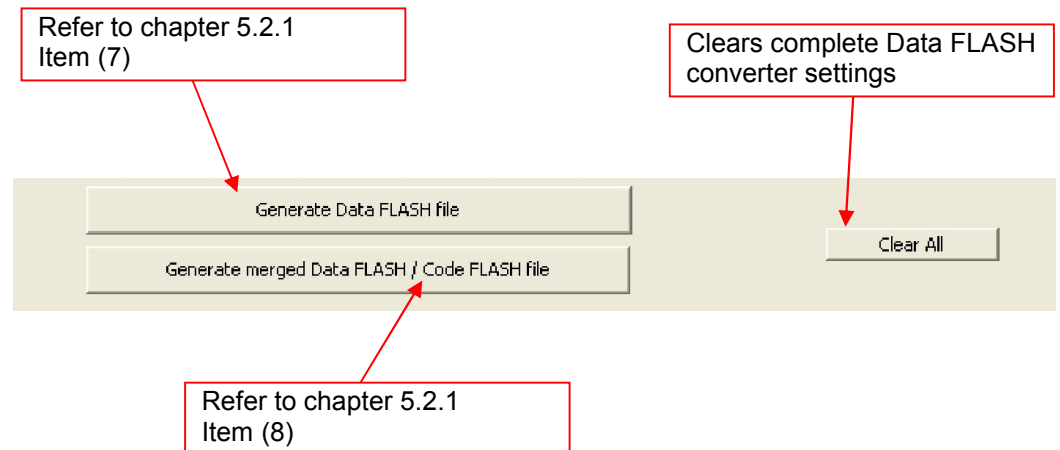 Refer to chapter 5.2.1
Item (7)
Clears complete Data FLASH
converter settings
Generate Data FLASH file
Generate merged Data FLASH / Code FLASH file
Clear All
Refer to chapter 5.2.1
Item (8)